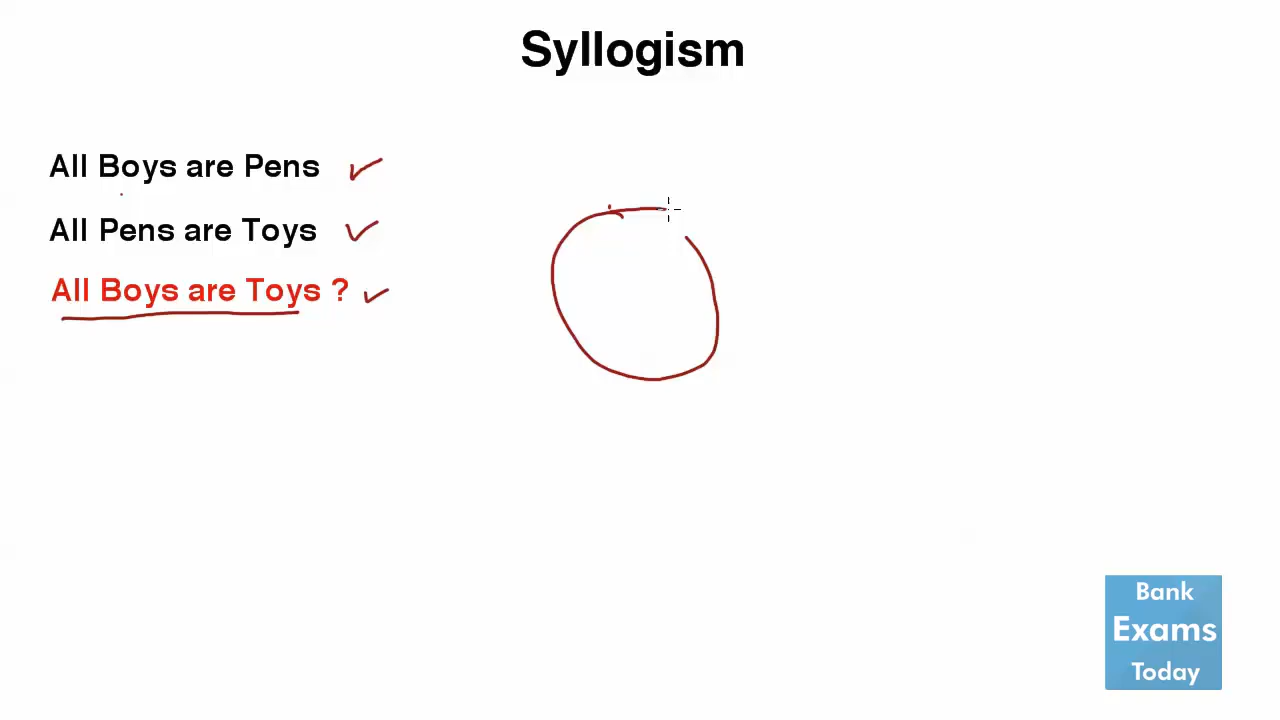 Syllogism
All Boys are Pens
All Pens are Toys
All Boys are Toys ?
Bank
Exams
Today